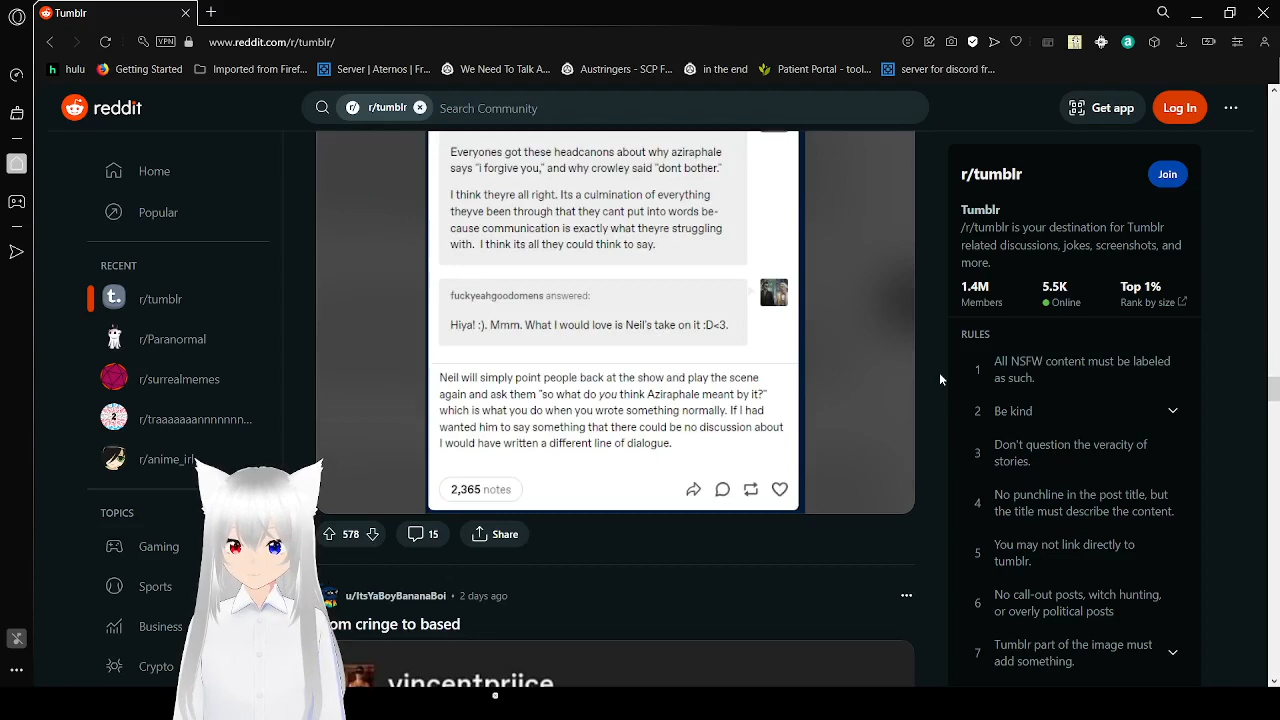 Tumblr
VPN
www.reddit.com/r/tumblr/
h hulu
Getting Started
Imported from Firef...
Server | Aternos | Fr...
We Need To Talk A...
Austringers - SCP F...
in the end
Patient Portal - tool...
server for discord fr...
reddit
r/ r/tumblr
Search Community
Get app
Log In
Home
Popular
RECENT
t. r/tumblr
r/Paranormal
r/surrealmemes
2 r/traaaaaaannnnnnn...
r/anime_irl
TOPICS
Gaming
Sports
Business
Crypto
Everyones got these headcanons about why aziraphale
says "i forgive you," and why crowley said "dont bother."
I think theyre all right. Its a culmination of everything
theyve been through that they cant put into words be-
cause communication is exactly what theyre struggling
with. I think its all they could think to say.
fuckyeahgoodomens answered:
Hiya! :). Mmm. What I would love is Neil's take on it :D<3.
Neil will simply point people back at the show and play the scene
again and ask them "so what do you think Aziraphale meant by it?"
which is what you do when you wrote something normally. If I had
wanted him to say something that there could be no discussion about
I would have written a different line of dialogue.
2,365 notes
578
15
Share
u/ItsYaBoyBananaBoi • 2 days ago
om cringe to based
vincentpriice
r/tumblr
Join
Tumblr
/r/tumblr is your destination for Tumblr
related discussions, jokes, screenshots, and
more.
1.4M 5.5K Top 1%
Members Online Rank by size
RULES
1 All NSFW content must be labeled
as such.
2 Be kind
3 Don't question the veracity of
stories.
4 No punchline in the post title, but
the title must describe the content.
5 You may not link directly to
tumblr.
6 No call-out posts, witch hunting,
or overly political posts
7 Tumblr part of the image must
add something.